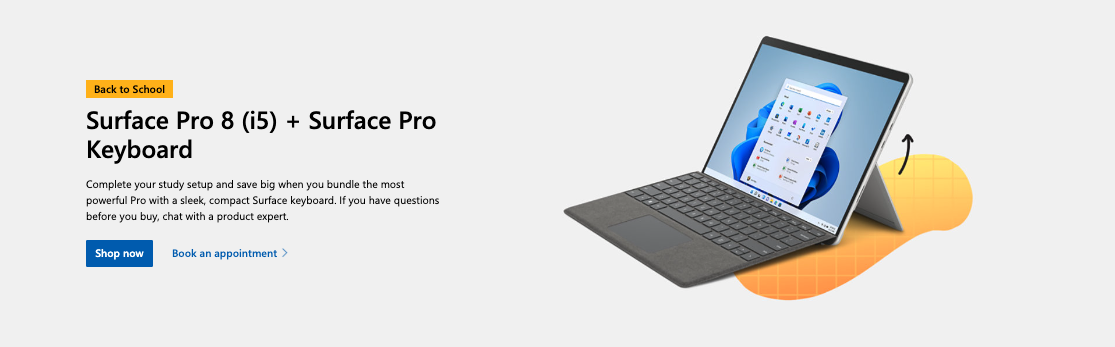 Back to School
Surface Pro 8 (i5) + Surface Pro
Keyboard
Complete your study setup and save big when you bundle the most
powerful Pro with a sleek, compact Surface keyboard. If you have questions
before you buy, chat with a product expert.
Shop now
Book an appointment